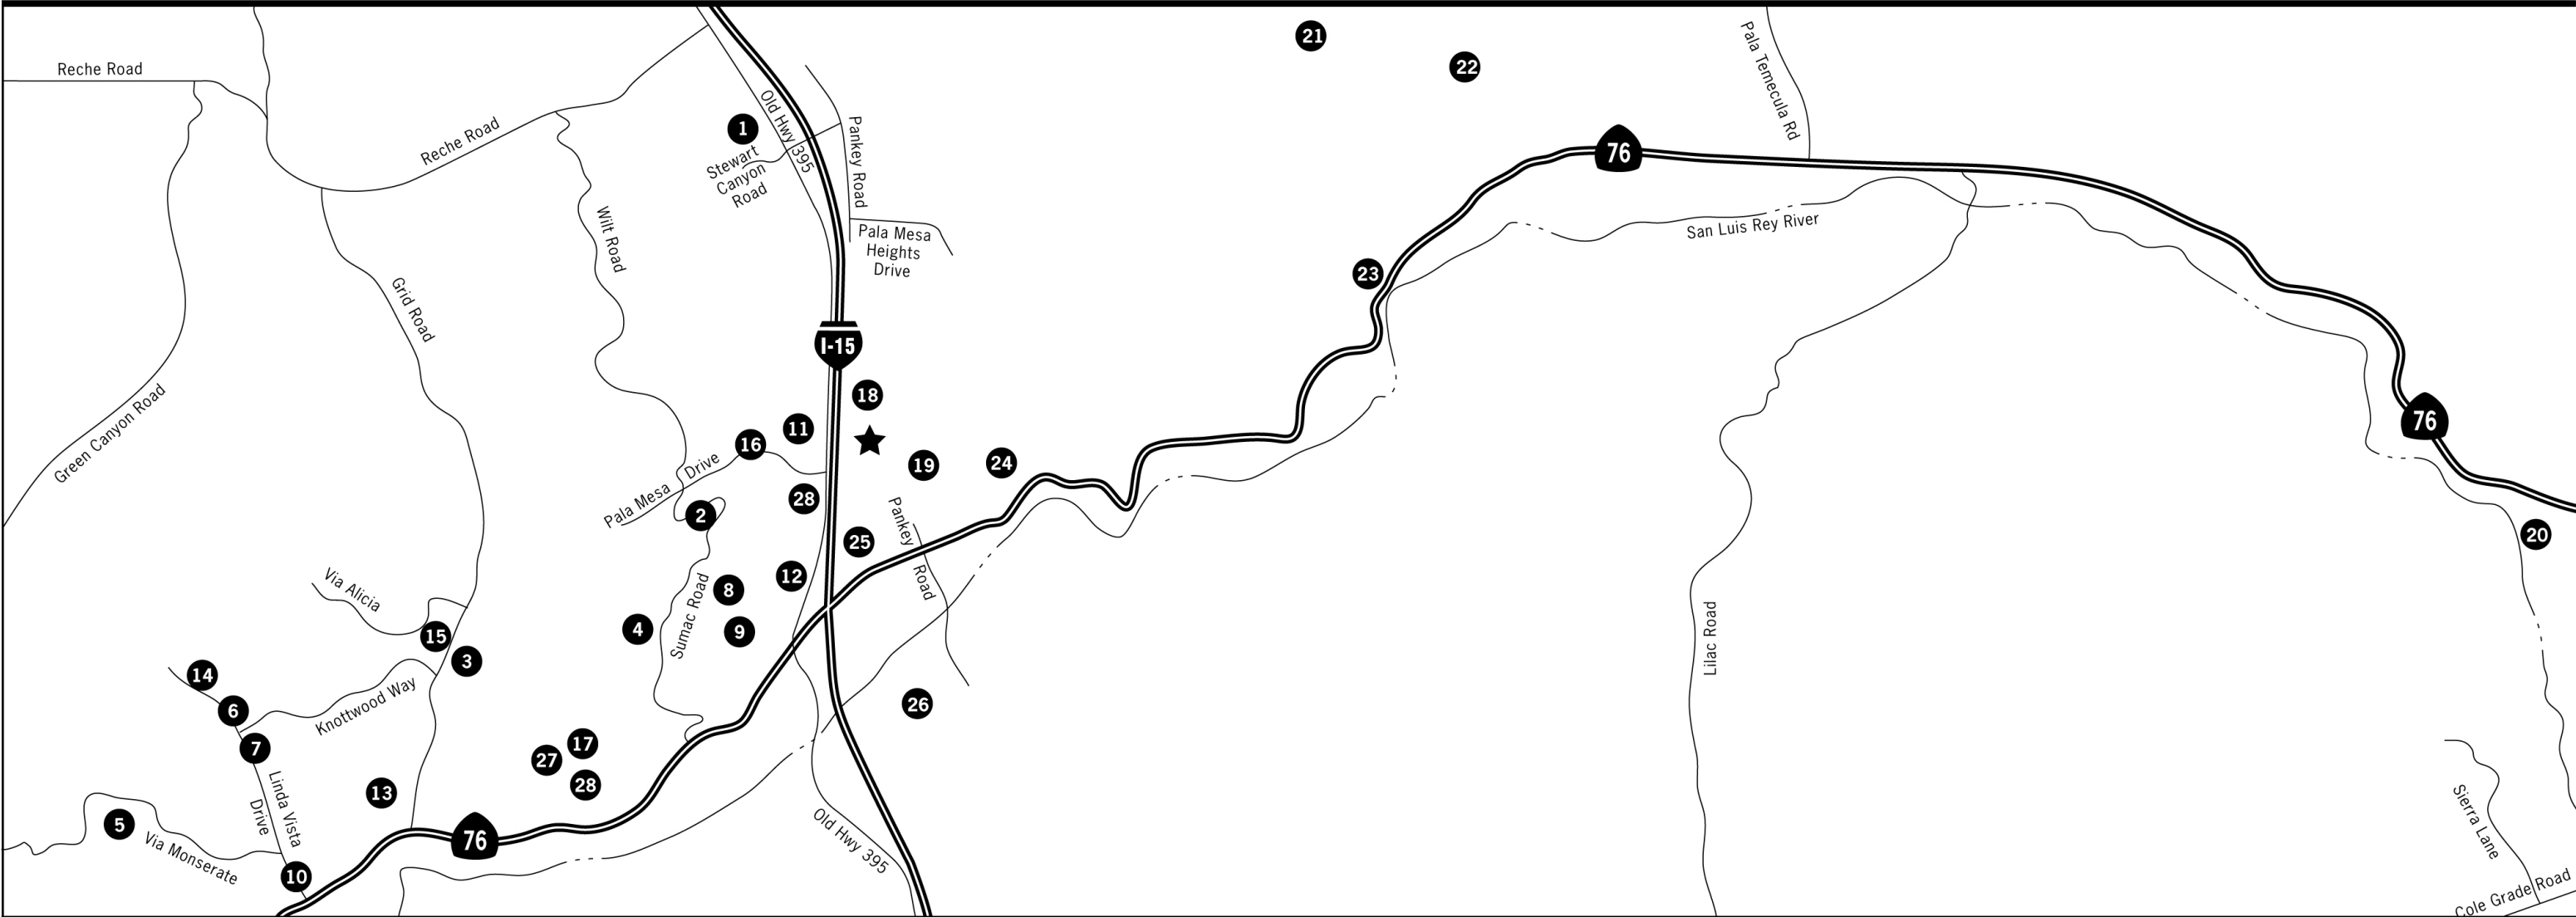 21
22
Reche Road
Pala Temecula Rd
Old Hwy 395
1
Reche Road
Pankey Road
Stewart
Canyon
Road
76
Wilt Road
Pala Mesa
Heights
Drive
San Luis Rey River
23
Grid Road
I-15
18
Green Canyon Road
11
16
19
24
76
Pala Mesa Drive
28
2
Pankey Road
25
20
Via Alicia
12
8
Sumac Road
4
9
Lilac Road
15
3
14
6
Knottwood Way
26
7
17
27
28
Linda Vista
Drive
13
5
Via Monserate
76
Old Hwy 395
Sierra Lane
10
Cole Grade Road